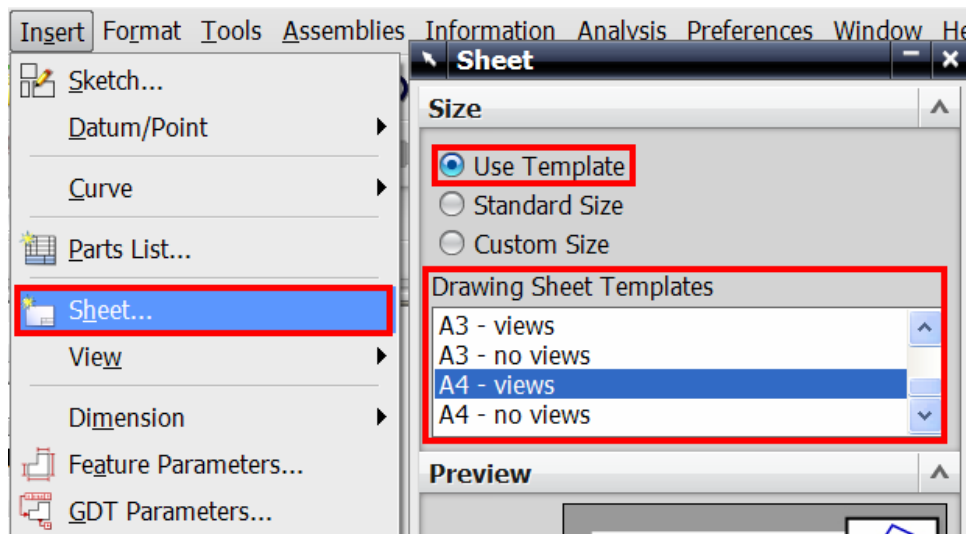 Insert Format Tools Assemblies Information Analysis Preferences Window He
Sketch...
Datum/Point
Curve
Parts List...
Sheet...
View
Dimension
Feature Parameters...
GDT Parameters...
Sheet
Size
Use Template
Standard Size
Custom Size
Drawing Sheet Templates
A3 - views
A3 - no views
A4 - views
A4 - no views
Preview